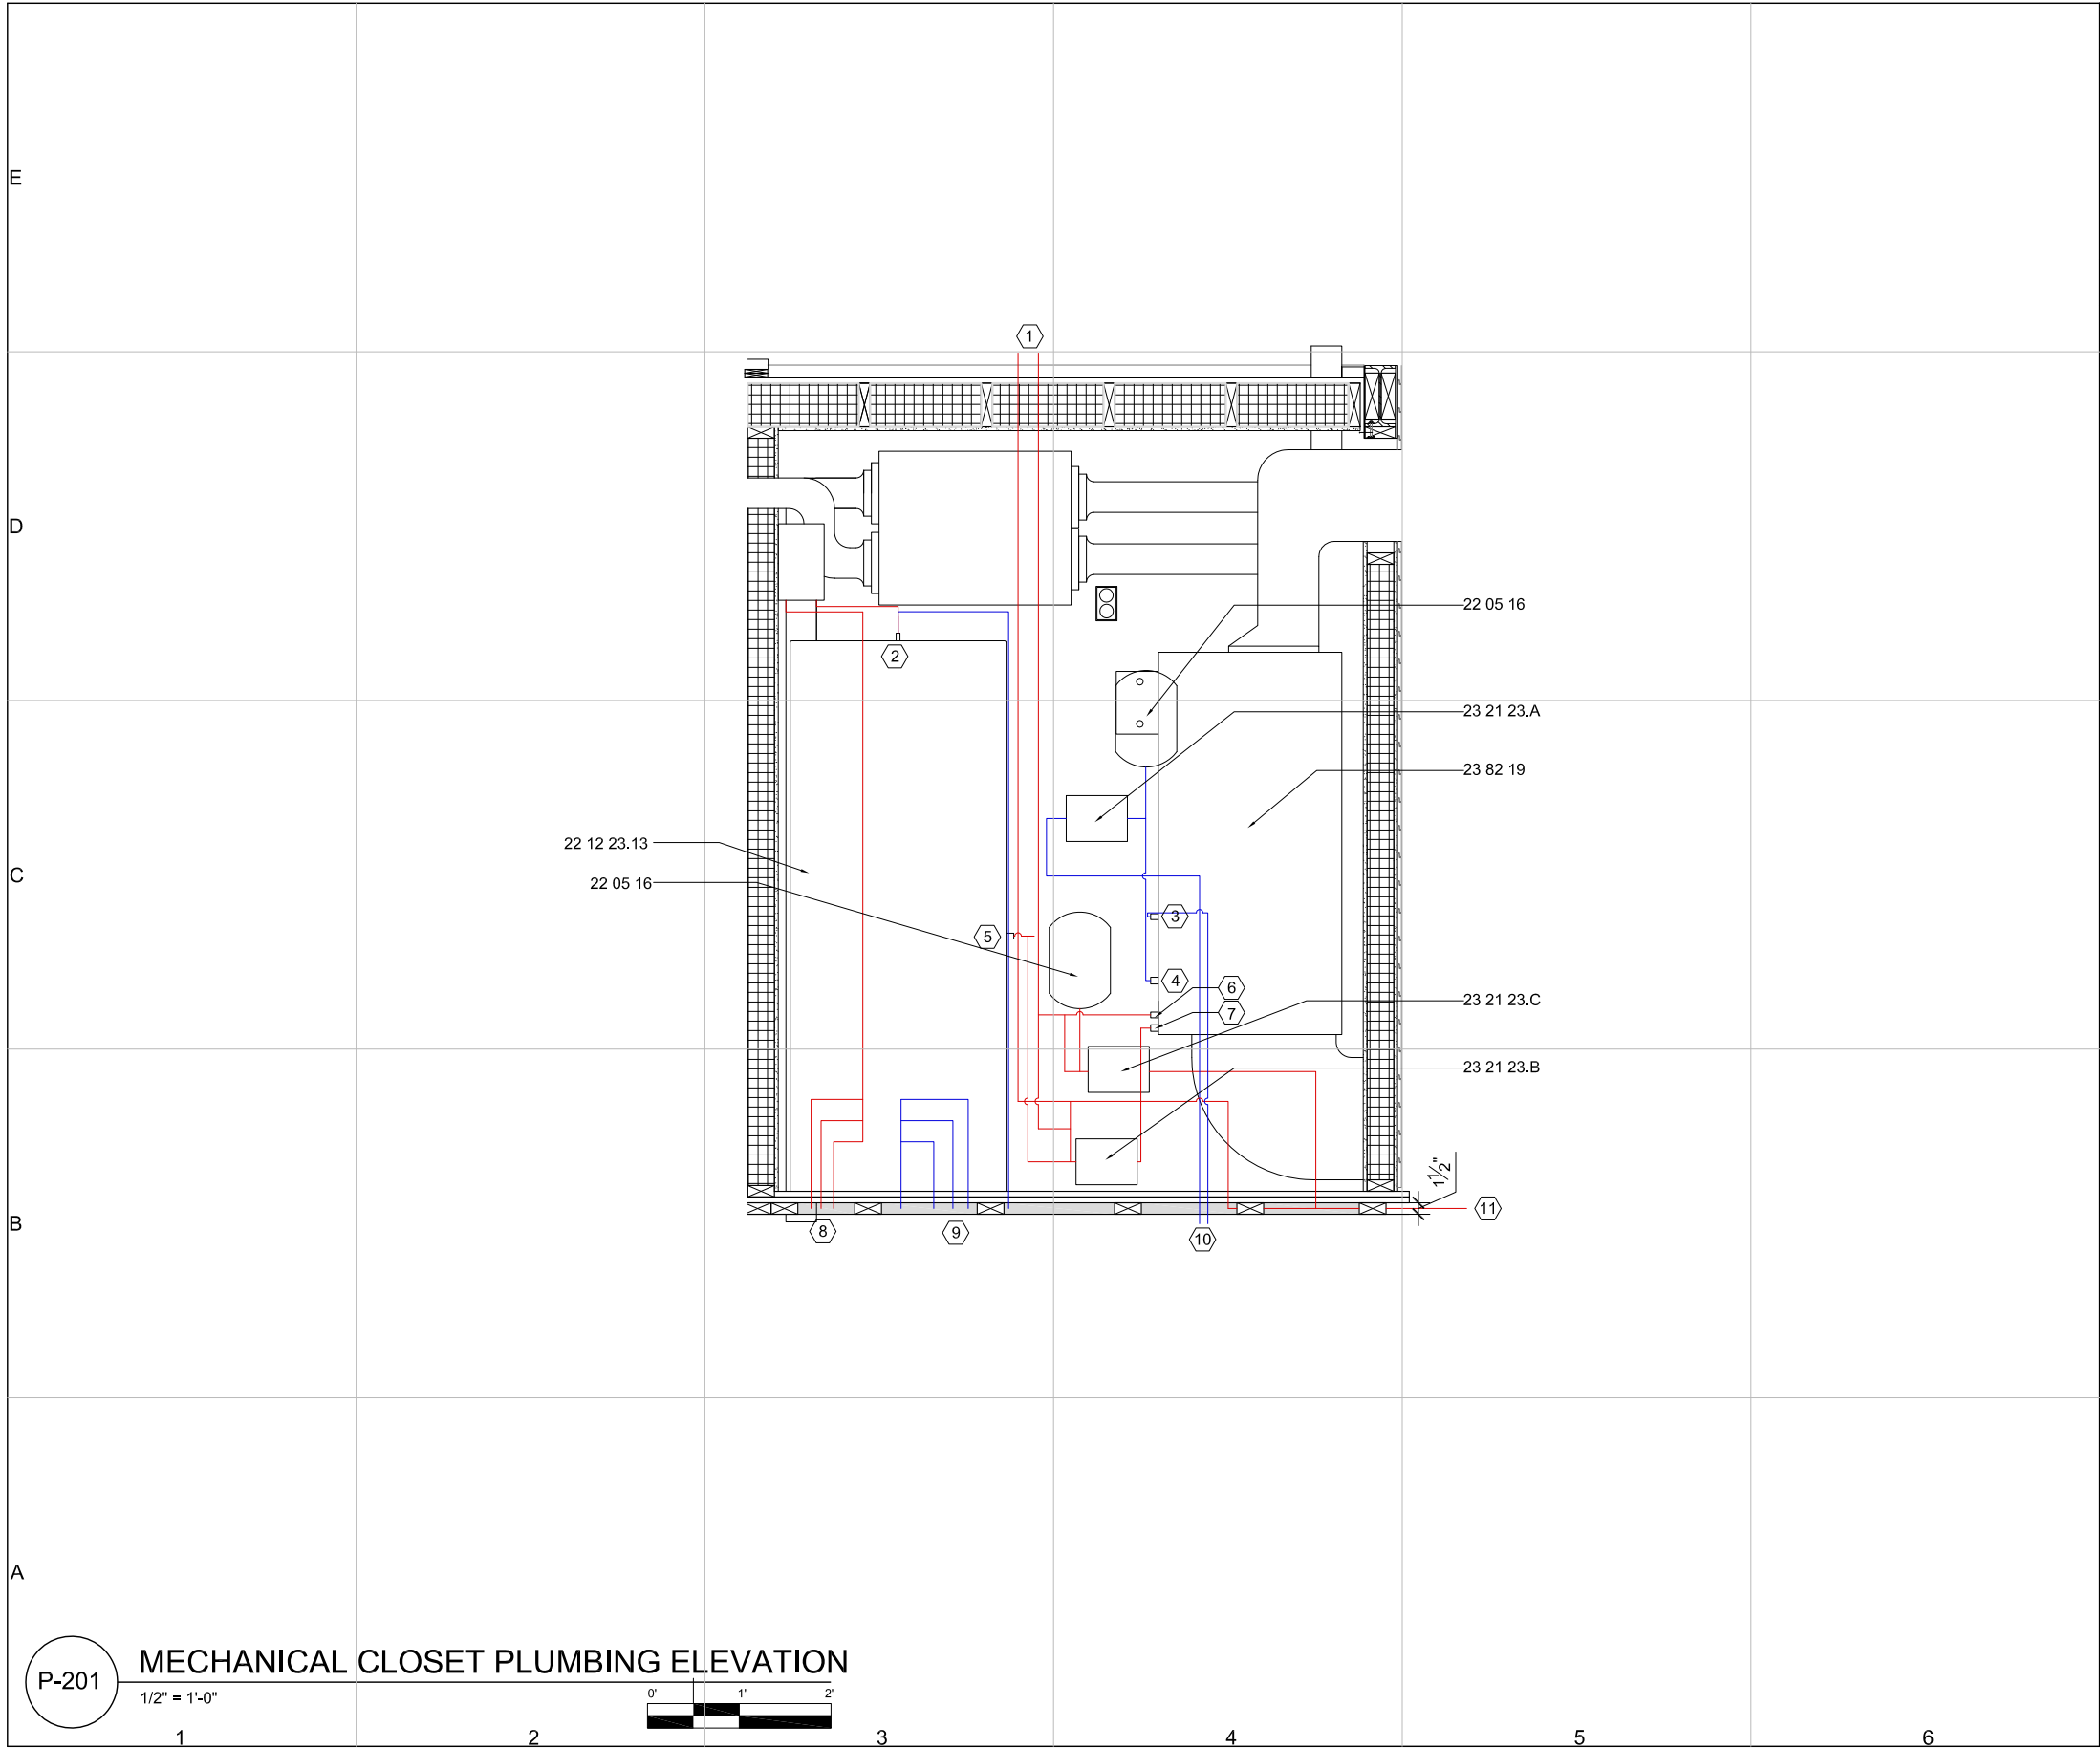 E
1
D
2
22 05 16
23 21 23.A
23 82 19
22 12 23.13
C
22 05 16
3
5
4
6
7
23 21 23.C
23 21 23.B
1½"
B
8
9
10
11
A
P-201
MECHANICAL CLOSET PLUMBING ELEVATION
1/2" = 1'-0"
0' 1' 2'
1 2 3 4 5 6